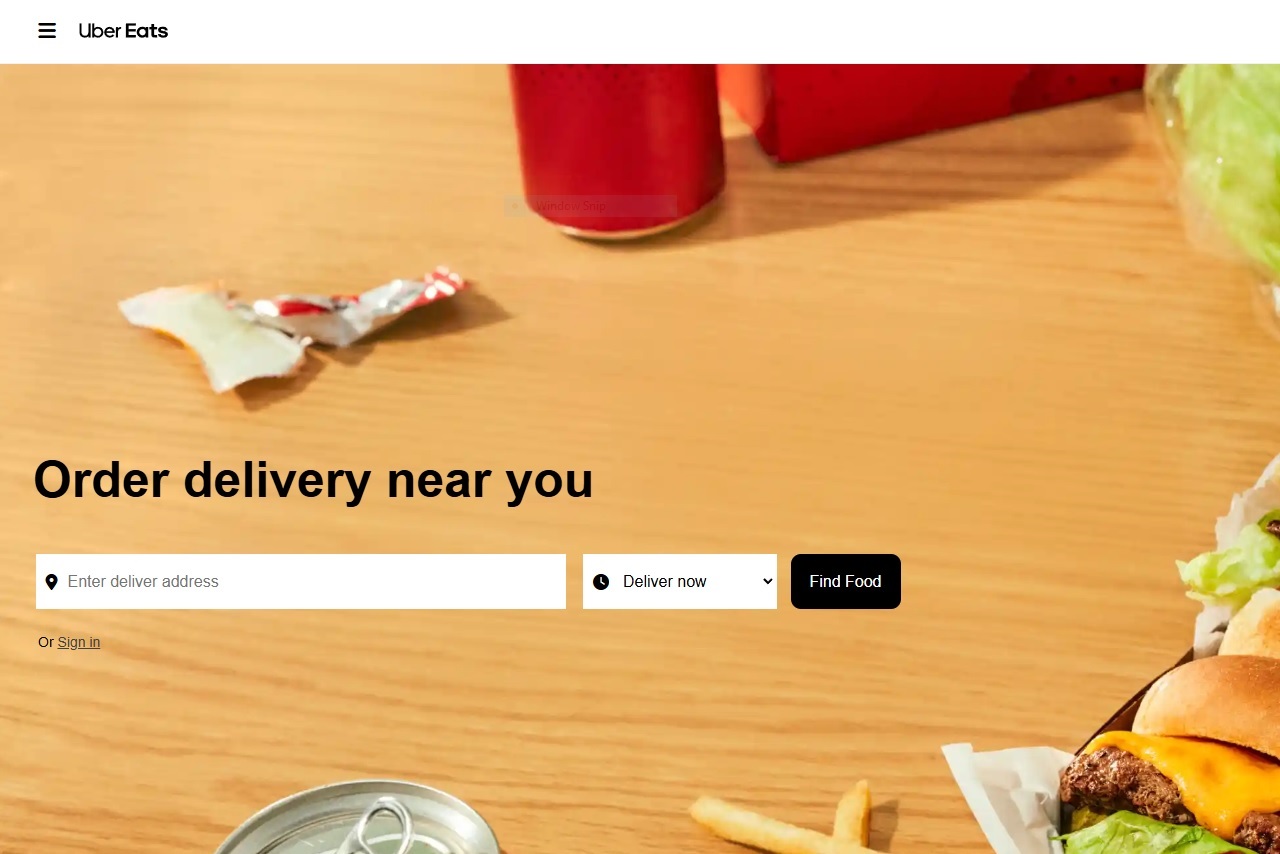 Uber Eats
Window Snip
Order delivery near you
Enter deliver address
Deliver now
Find Food
Or Sign in